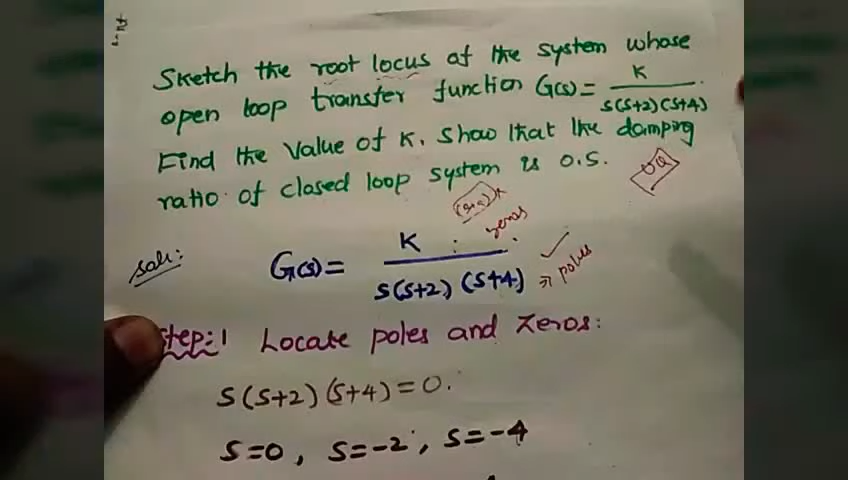 Sketch the root locus of the system whose
open loop transfer function G(s) = K / s(s+2)(s+4)
Find the value of K. Show that the damping
ratio of closed loop system is 0.5.
UQ
(s+a) K
zeros
soln:
G(s) = K / s(s+2)(s+4)
⇒ poles
Step:1 Locate poles and Zeros:
s(s+2)(s+4)=0.
s=0, s=-2, s=-4